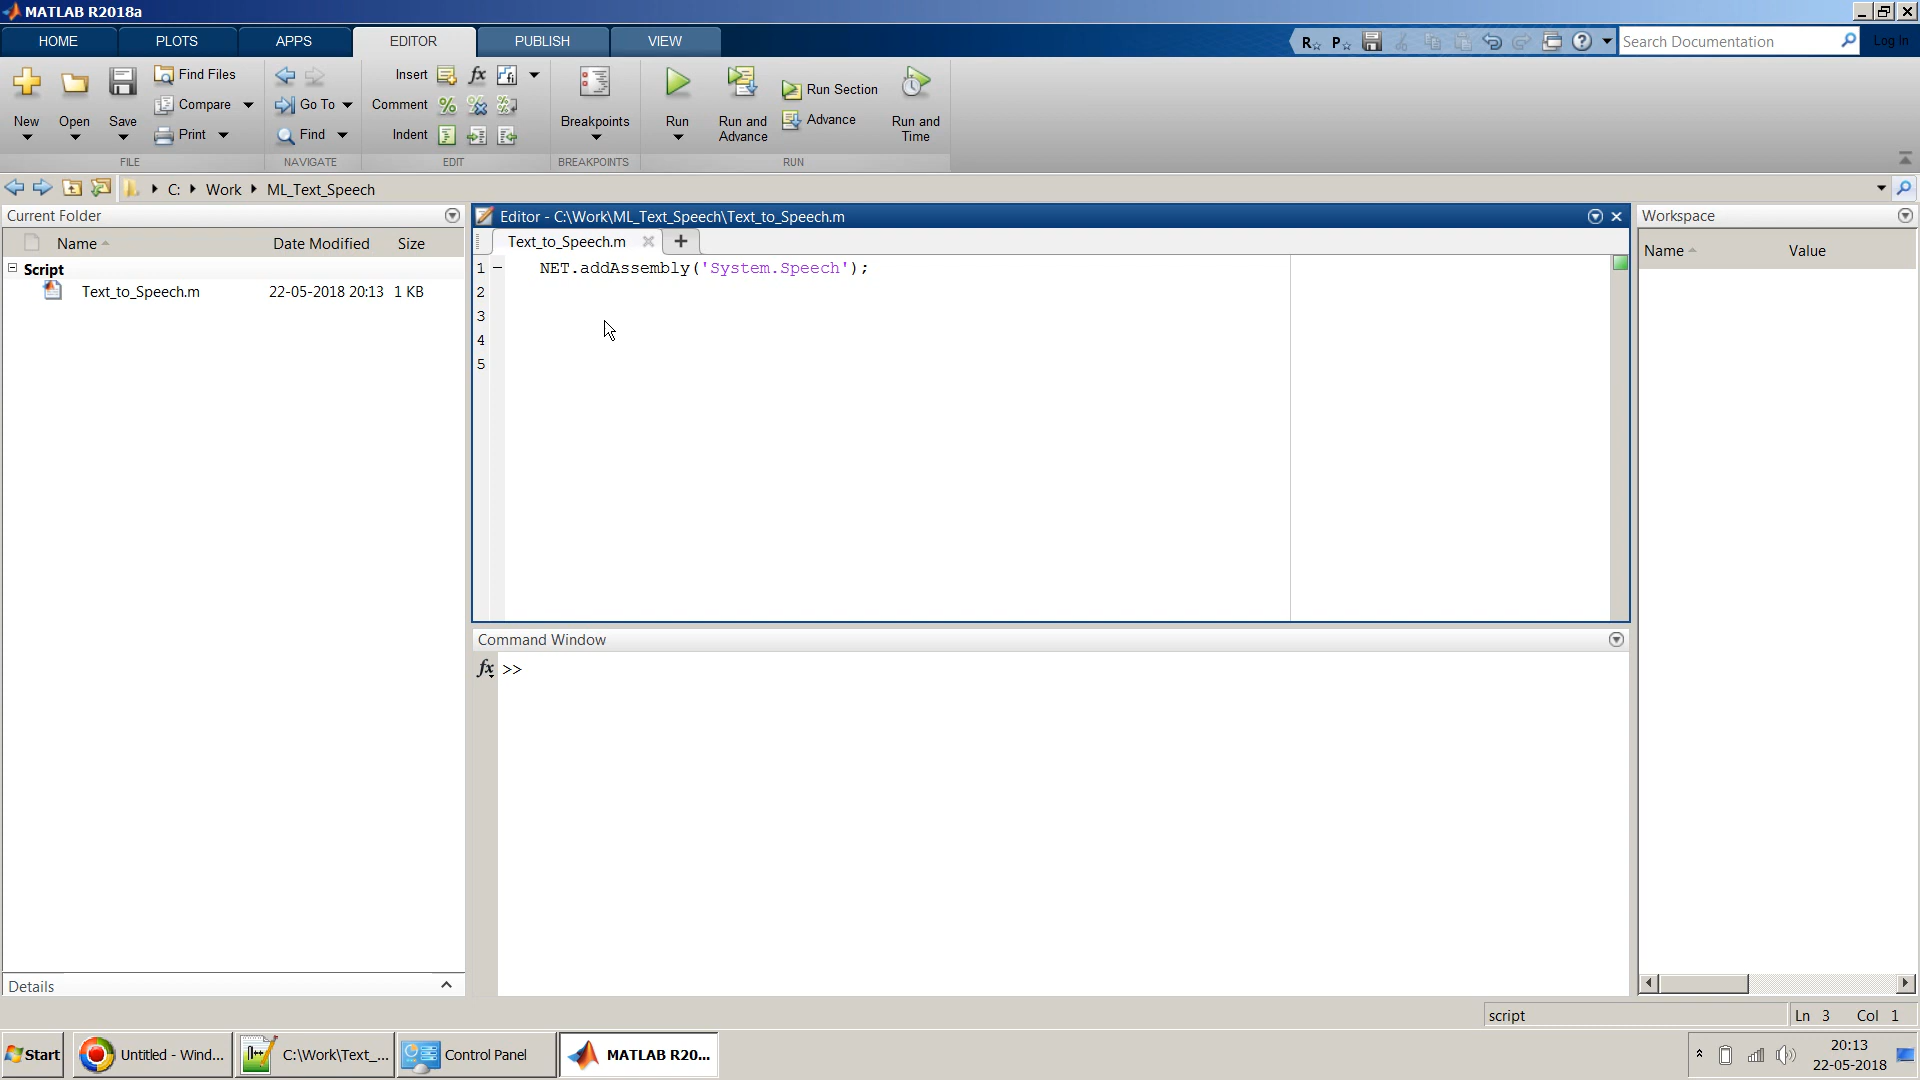 MATLAB R2018a
HOME PLOTS APPS EDITOR PUBLISH VIEW
Search Documentation
Log In
New
Open
Save
Find Files
Compare
Print
FILE
Go To
Find
NAVIGATE
Insert
Comment
Indent
EDIT
Breakpoints
BREAKPOINTS
Run
Run and
Advance
Run Section
Advance
Run and
Time
RUN
C: Work ML_Text_Speech
Current Folder
Name Date Modified Size
Script
Text_to_Speech.m 22-05-2018 20:13 1 KB
Details
Editor - C:\Work\ML_Text_Speech\Text_to_Speech.m
Text_to_Speech.m
1 NET.addAssembly('System.Speech');
2
3
4
5
Command Window
fx >>
Workspace
Name Value
script
Ln 3 Col 1
Start
Untitled - Wind...
C:\Work\Text_...
Control Panel
MATLAB R20...
20:13
22-05-2018